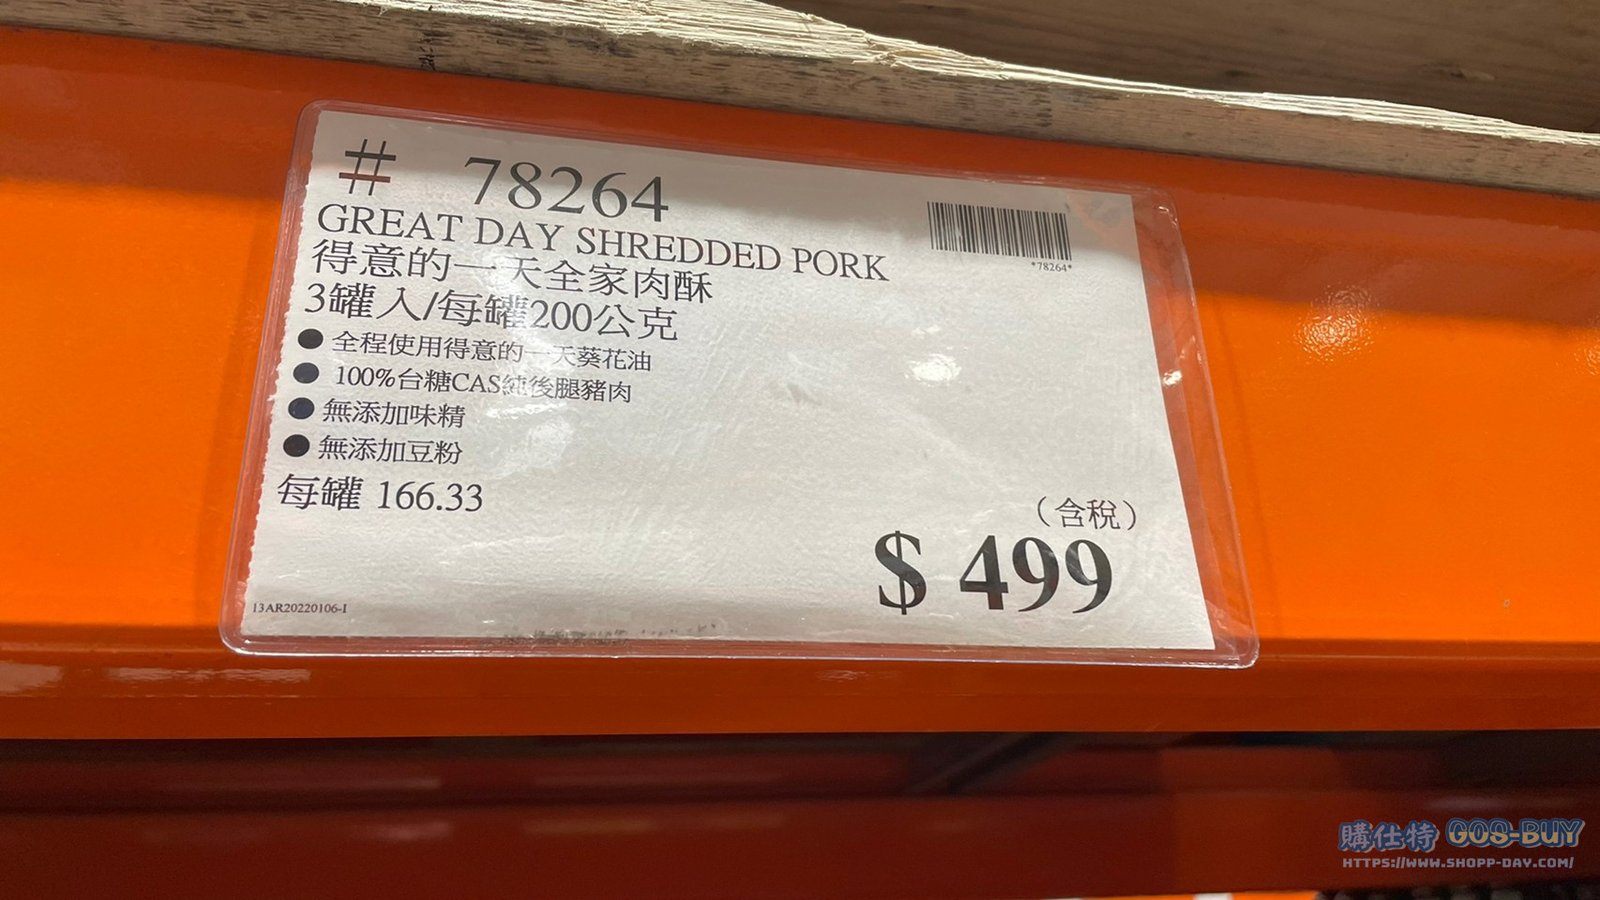 # 78264
GREAT DAY SHREDDED PORK
得意的一天全家肉酥
3罐入/每罐200公克
● 全程使用得意的一天葵花油
● 100%台糖CAS純後腿豬肉
● 無添加味精
● 無添加豆粉
每罐 166.33
*78264*
(含稅)
$ 499
13AR20220106-I
購仕特 GOS-BUY
HTTPS://WWW.SHOPP-DAY.COM/